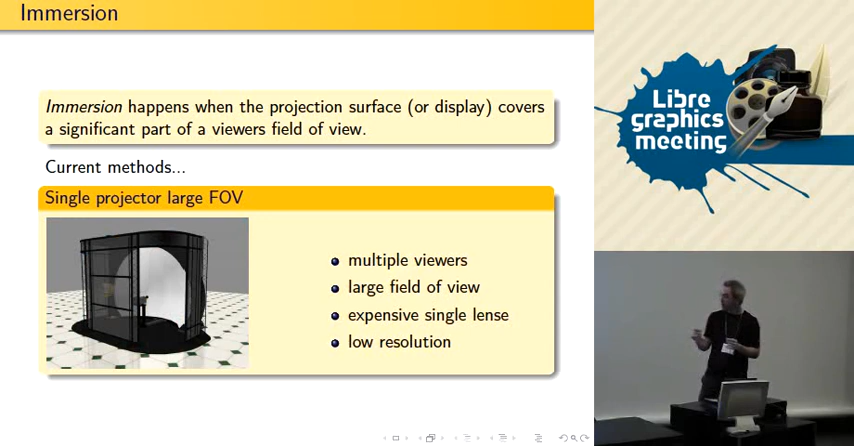 Immersion
Immersion happens when the projection surface (or display) covers
a significant part of a viewers field of view.
Current methods...
Single projector large FOV
multiple viewers
large field of view
expensive single lense
low resolution
Libre
graphics
meeting